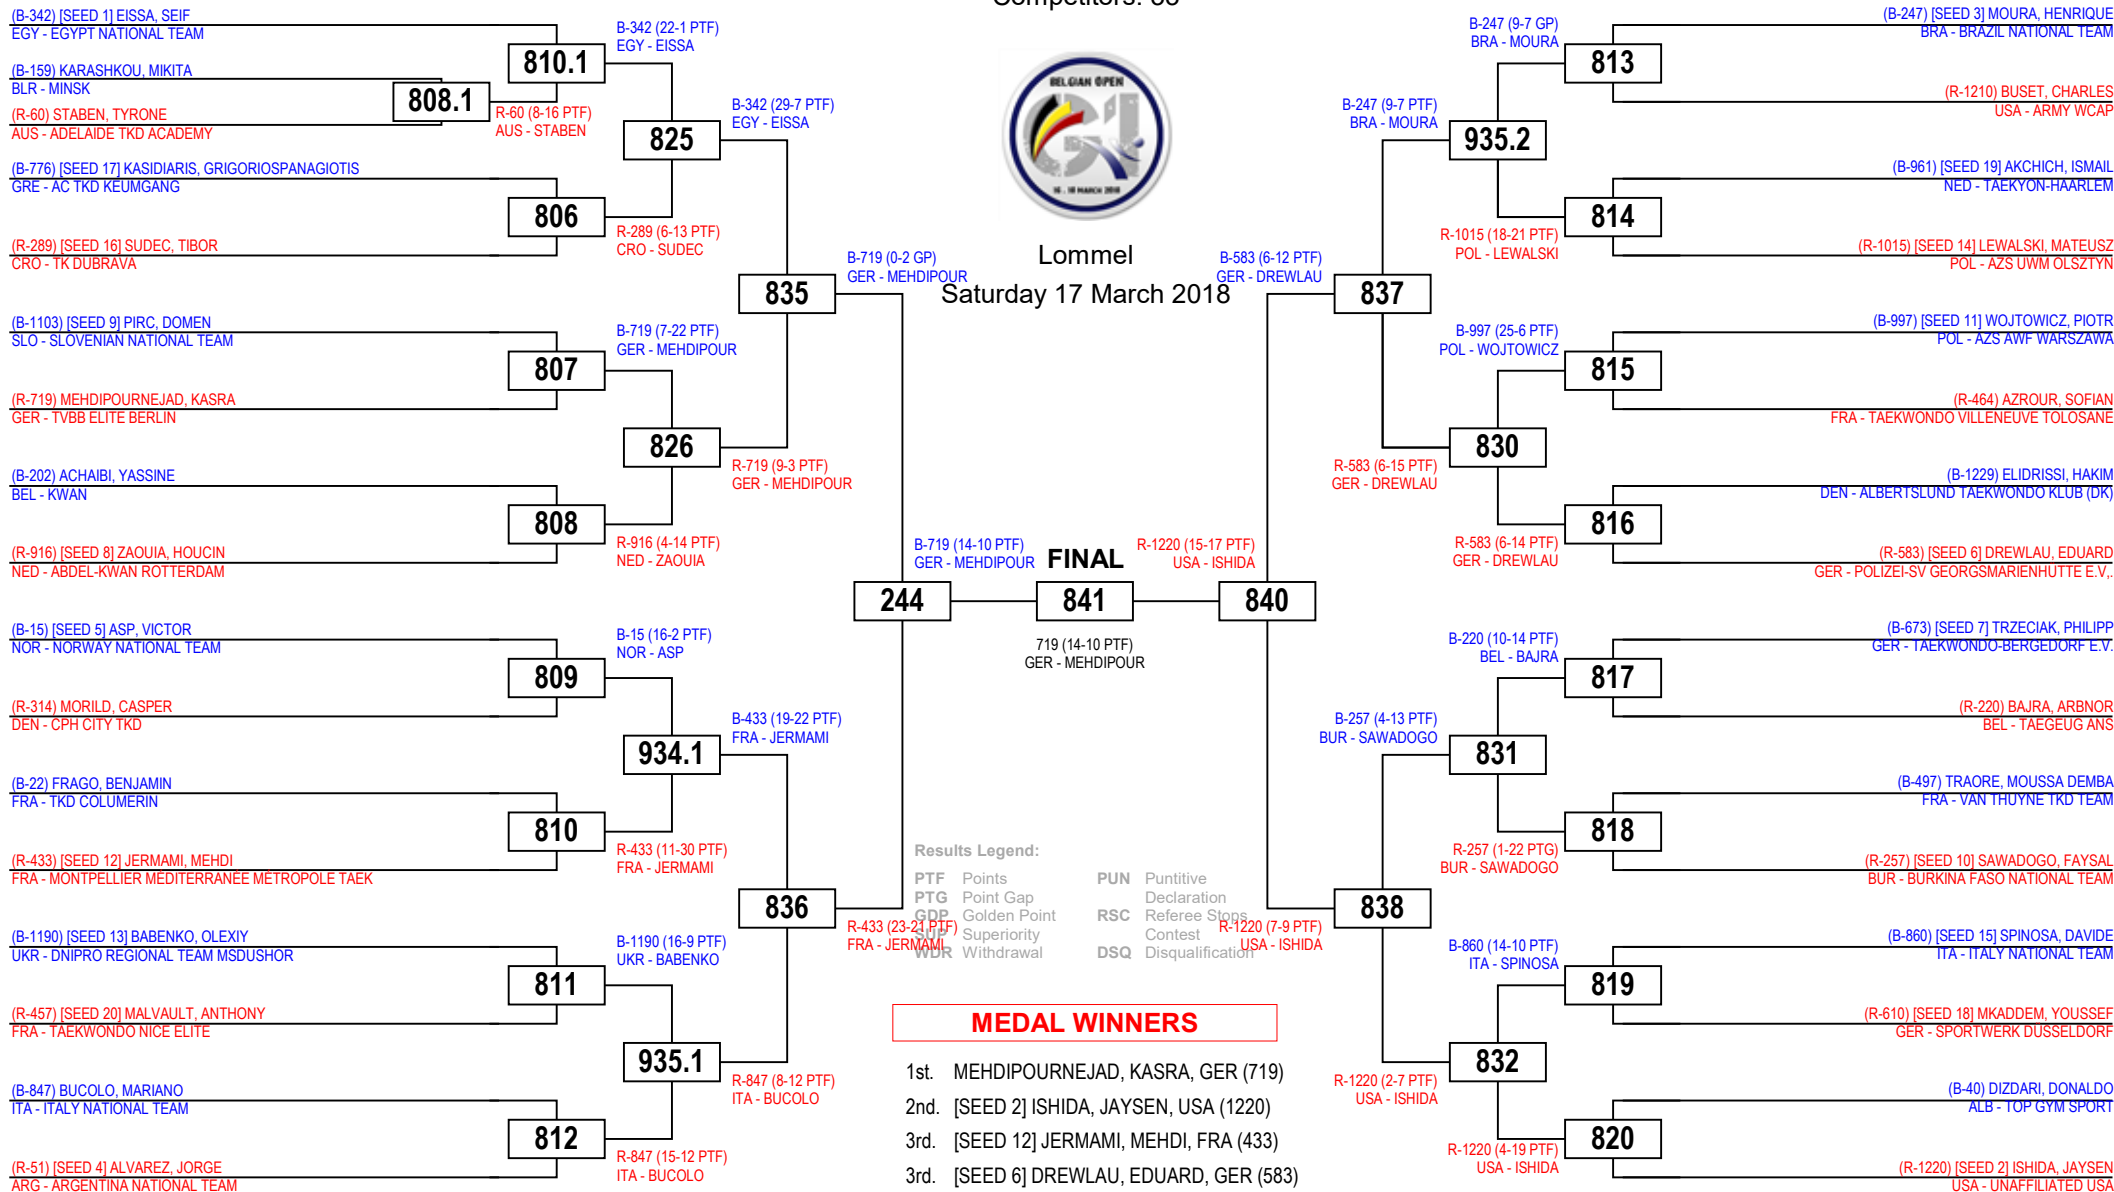 (B-342) [SEED 1] EISSA, SEIF
EGY - EGYPT NATIONAL TEAM
(B-159) KARASHKOU, MIKITA
BLR - MINSK
(R-60) STABEN, TYRONE
AUS - ADELAIDE TKD ACADEMY
(B-776) [SEED 17] KASIDIARIS, GRIGORIOSPANAGIOTIS
GRE - AC TKD KEUMGANG
(R-289) [SEED 16] SUDEC, TIBOR
CRO - TK DUBRAVA
(B-1103) [SEED 9] PIRC, DOMEN
SLO - SLOVENIAN NATIONAL TEAM
(R-719) MEHDIPOURNEJAD, KASRA
GER - TVBB ELITE BERLIN
(B-202) ACHAIBI, YASSINE
BEL - KWAN
(R-916) [SEED 8] ZAOUIA, HOUCIN
NED - ABDEL-KWAN ROTTERDAM
(B-15) [SEED 5] ASP, VICTOR
NOR - NORWAY NATIONAL TEAM
(R-314) MORILD, CASPER
DEN - CPH CITY TKD
(B-22) FRAGO, BENJAMIN
FRA - TKD COLUMERIN
(R-433) [SEED 12] JERMAMI, MEHDI
FRA - MONTPELLIER MÉDITERRANÉE MÉTROPOLE TAEK
(B-1190) [SEED 13] BABENKO, OLEXIY
UKR - DNIPRO REGIONAL TEAM MSDUSHOR
(R-457) [SEED 20] MALVAULT, ANTHONY
FRA - TAEKWONDO NICE ELITE
(B-847) BUCOLO, MARIANO
ITA - ITALY NATIONAL TEAM
(R-51) [SEED 4] ALVAREZ, JORGE
ARG - ARGENTINA NATIONAL TEAM
808.1
R-60 (8-16 PTF)
AUS - STABEN
810.1
806
807
808
809
810
811
812
B-342 (22-1 PTF)
EGY - EISSA
R-289 (6-13 PTF)
CRO - SUDEC
B-719 (7-22 PTF)
GER - MEHDIPOUR
R-916 (4-14 PTF)
NED - ZAOUIA
B-15 (16-2 PTF)
NOR - ASP
R-433 (11-30 PTF)
FRA - JERMAMI
B-1190 (16-9 PTF)
UKR - BABENKO
R-847 (15-12 PTF)
ITA - BUCOLO
825
826
934.1
935.1
B-342 (29-7 PTF)
EGY - EISSA
R-719 (9-3 PTF)
GER - MEHDIPOUR
B-433 (19-22 PTF)
FRA - JERMAMI
R-847 (8-12 PTF)
ITA - BUCOLO
835
836
B-719 (0-2 GP)
GER - MEHDIPOUR
R-433 (23-21 PTF)
FRA - JERMAMI
244
B-719 (14-10 PTF)
GER - MEHDIPOUR
BELGIAN OPEN
G1
16 . 18 MARCH 2018
Lommel
Saturday 17 March 2018
FINAL
841
719 (14-10 PTF)
GER - MEHDIPOUR
R-1220 (15-17 PTF)
USA - ISHIDA
840
B-583 (6-12 PTF)
GER - DREWLAU
R-1220 (7-9 PTF)
USA - ISHIDA
837
838
B-247 (9-7 PTF)
BRA - MOURA
R-583 (6-15 PTF)
GER - DREWLAU
B-257 (4-13 PTF)
BUR - SAWADOGO
R-1220 (2-7 PTF)
USA - ISHIDA
935.2
830
831
832
B-247 (9-7 GP)
BRA - MOURA
R-1015 (18-21 PTF)
POL - LEWALSKI
B-997 (25-6 PTF)
POL - WOJTOWICZ
R-583 (6-14 PTF)
GER - DREWLAU
B-220 (10-14 PTF)
BEL - BAJRA
R-257 (1-22 PTG)
BUR - SAWADOGO
B-860 (14-10 PTF)
ITA - SPINOSA
R-1220 (4-19 PTF)
USA - ISHIDA
813
814
815
816
817
818
819
820
(B-247) [SEED 3] MOURA, HENRIQUE
BRA - BRAZIL NATIONAL TEAM
(R-1210) BUSET, CHARLES
USA - ARMY WCAP
(B-961) [SEED 19] AKCHICH, ISMAIL
NED - TAEKYON-HAARLEM
(R-1015) [SEED 14] LEWALSKI, MATEUSZ
POL - AZS UWM OLSZTYN
(B-997) [SEED 11] WOJTOWICZ, PIOTR
POL - AZS AWF WARSZAWA
(R-464) AZROUR, SOFIAN
FRA - TAEKWONDO VILLENEUVE TOLOSANE
(B-1229) ELIDRISSI, HAKIM
DEN - ALBERTSLUND TAEKWONDO KLUB (DK)
(R-583) [SEED 6] DREWLAU, EDUARD
GER - POLIZEI-SV GEORGSMARIENHUTTE E.V,.
(B-673) [SEED 7] TRZECIAK, PHILIPP
GER - TAEKWONDO-BERGEDORF E.V.
(R-220) BAJRA, ARBNOR
BEL - TAEGEUG ANS
(B-497) TRAORE, MOUSSA DEMBA
FRA - VAN THUYNE TKD TEAM
(R-257) [SEED 10] SAWADOGO, FAYSAL
BUR - BURKINA FASO NATIONAL TEAM
(B-860) [SEED 15] SPINOSA, DAVIDE
ITA - ITALY NATIONAL TEAM
(R-610) [SEED 18] MKADDEM, YOUSSEF
GER - SPORTWERK DUSSELDORF
(B-40) DIZDARI, DONALDO
ALB - TOP GYM SPORT
(R-1220) [SEED 2] ISHIDA, JAYSEN
USA - UNAFFILIATED USA
Results Legend:
PTF Points
PTG Point Gap
GDP Golden Point
SUP Superiority
WDR Withdrawal
PUN Puntitive
Declaration
RSC Referee Stops
Contest
DSQ Disqualification
MEDAL WINNERS
1st. MEHDIPOURNEJAD, KASRA, GER (719)
2nd. [SEED 2] ISHIDA, JAYSEN, USA (1220)
3rd. [SEED 12] JERMAMI, MEHDI, FRA (433)
3rd. [SEED 6] DREWLAU, EDUARD, GER (583)